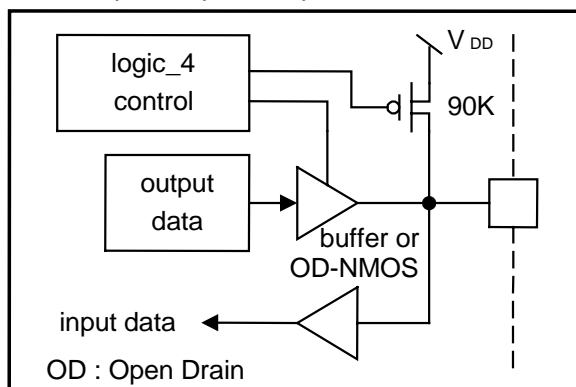 logic_4
control
V DD
90K
output
data
buffer or
OD-NMOS
input data
OD : Open Drain